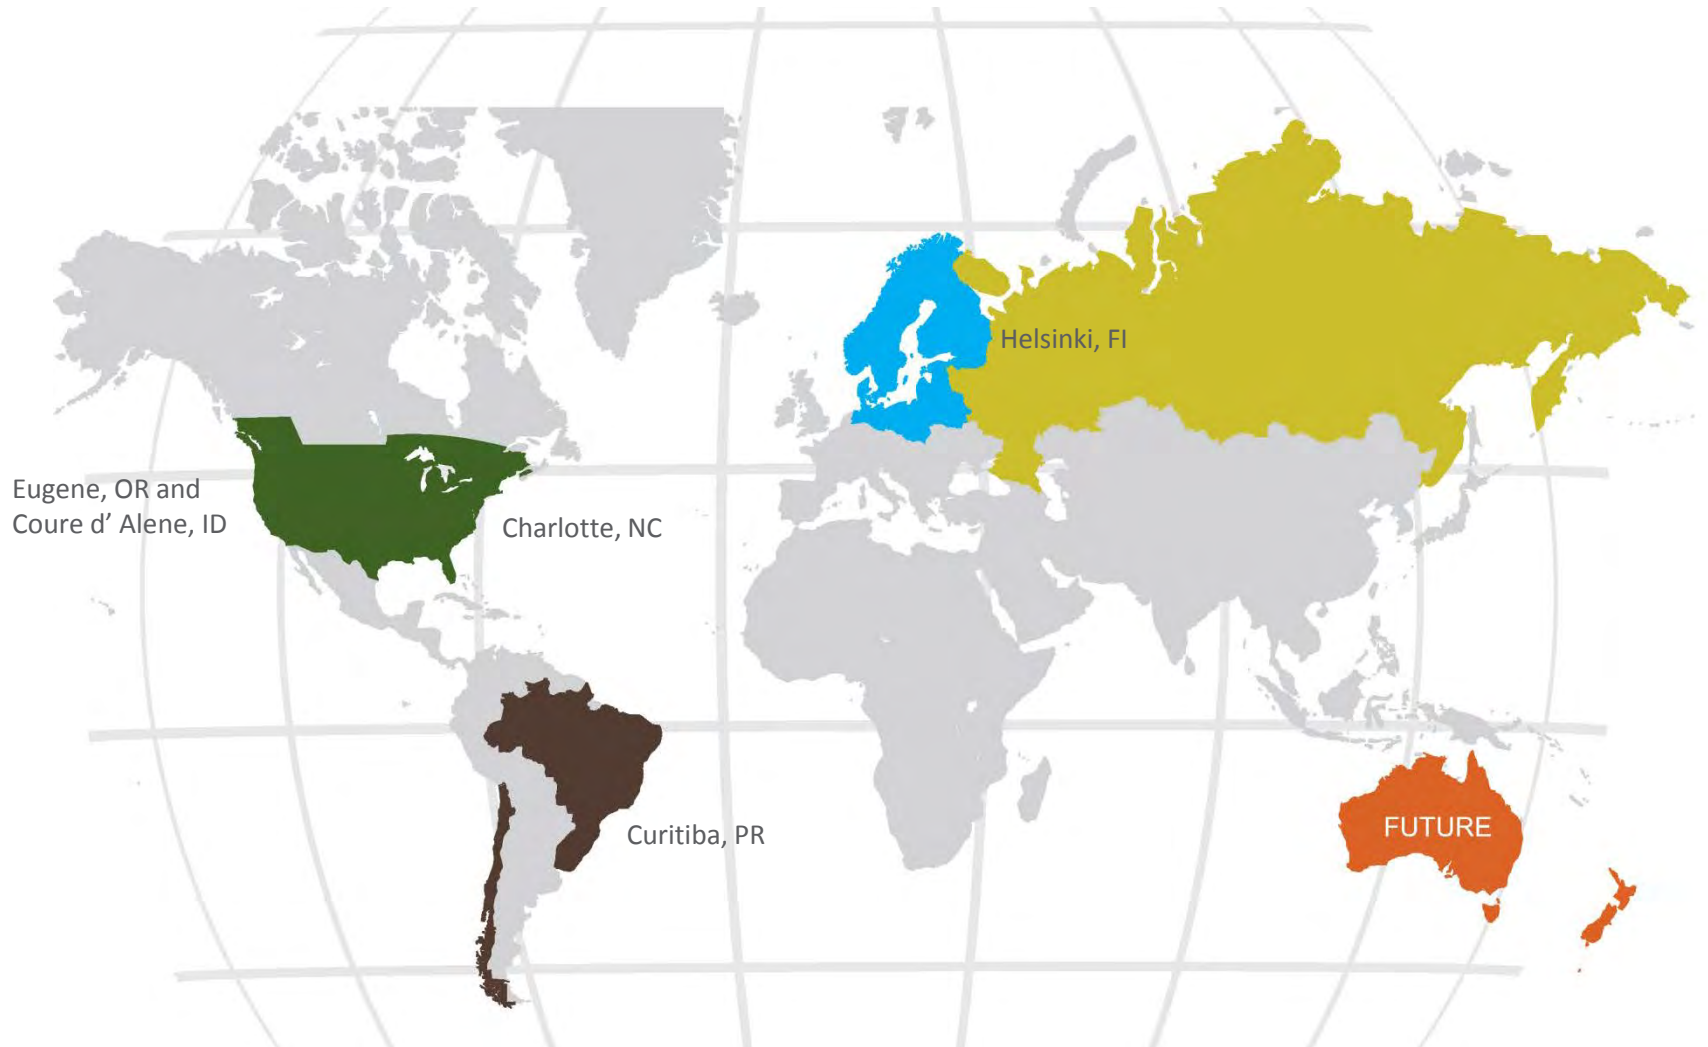 Helsinki, FI
Eugene, OR and
Coure d' Alene, ID
Charlotte, NC
Curitiba, PR
FUTURE